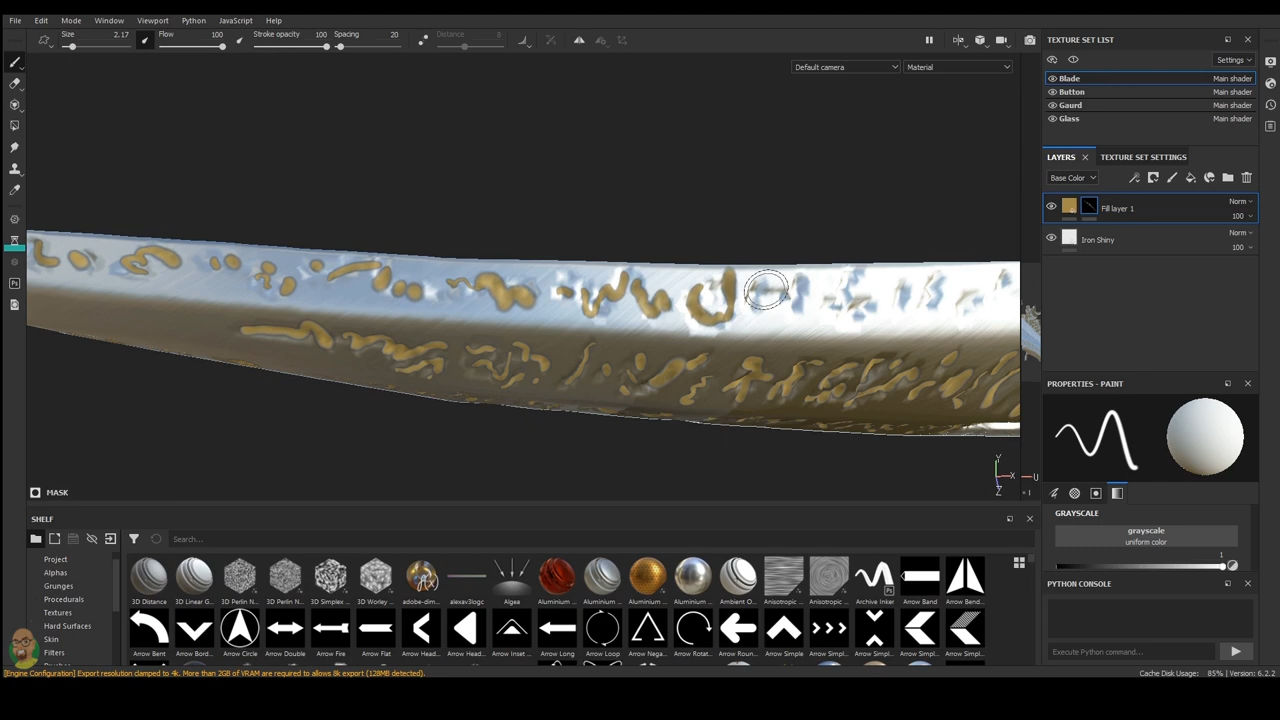 File Edit Mode Window Viewport Python JavaScript Help
Size 2.17 Flow 100 Stroke opacity 100 Spacing 20 Distance 8
Default camera Material
TEXTURE SET LIST
Settings
Blade Main shader
Button Main shader
Gaurd Main shader
Glass Main shader
LAYERS TEXTURE SET SETTINGS
Base Color
Fill layer 1 Norm 100
Iron Shiny Norm 100
PROPERTIES - PAINT
GRAYSCALE
grayscale
uniform color
1
PYTHON CONSOLE
Execute Python command...
Y
X
Z
U
MASK
SHELF
Search...
Project
Alphas
Grunges
Procedurals
Textures
Hard Surfaces
Skin
Filters
3D Distance 3D Linear G... 3D Perlin N... 3D Perlin N... 3D Simplex ... 3D Worley ... adobe-dim... alexav3logc Algea Aluminium ... Aluminium ... Aluminium ... Aluminium ... Ambient O... Anisotropic ... Anisotropic ... Archive Inker Arrow Band Arrow Bend...
Arrow Bent Arrow Bord... Arrow Circle Arrow Double Arrow Fire Arrow Flat Arrow Head... Arrow Head... Arrow Inset ... Arrow Long Arrow Loop Arrow Nega... Arrow Rotat... Arrow Roun... Arrow Simple Arrow Simpl... Arrow Simpl... Arrow Simpl... Arrow Simpl...
[Engine Configuration] Export resolution clamped to 4k. More than 2GB of VRAM are required to allows 8k export (128MB detected).
Cache Disk Usage: 85% | Version: 6.2.2